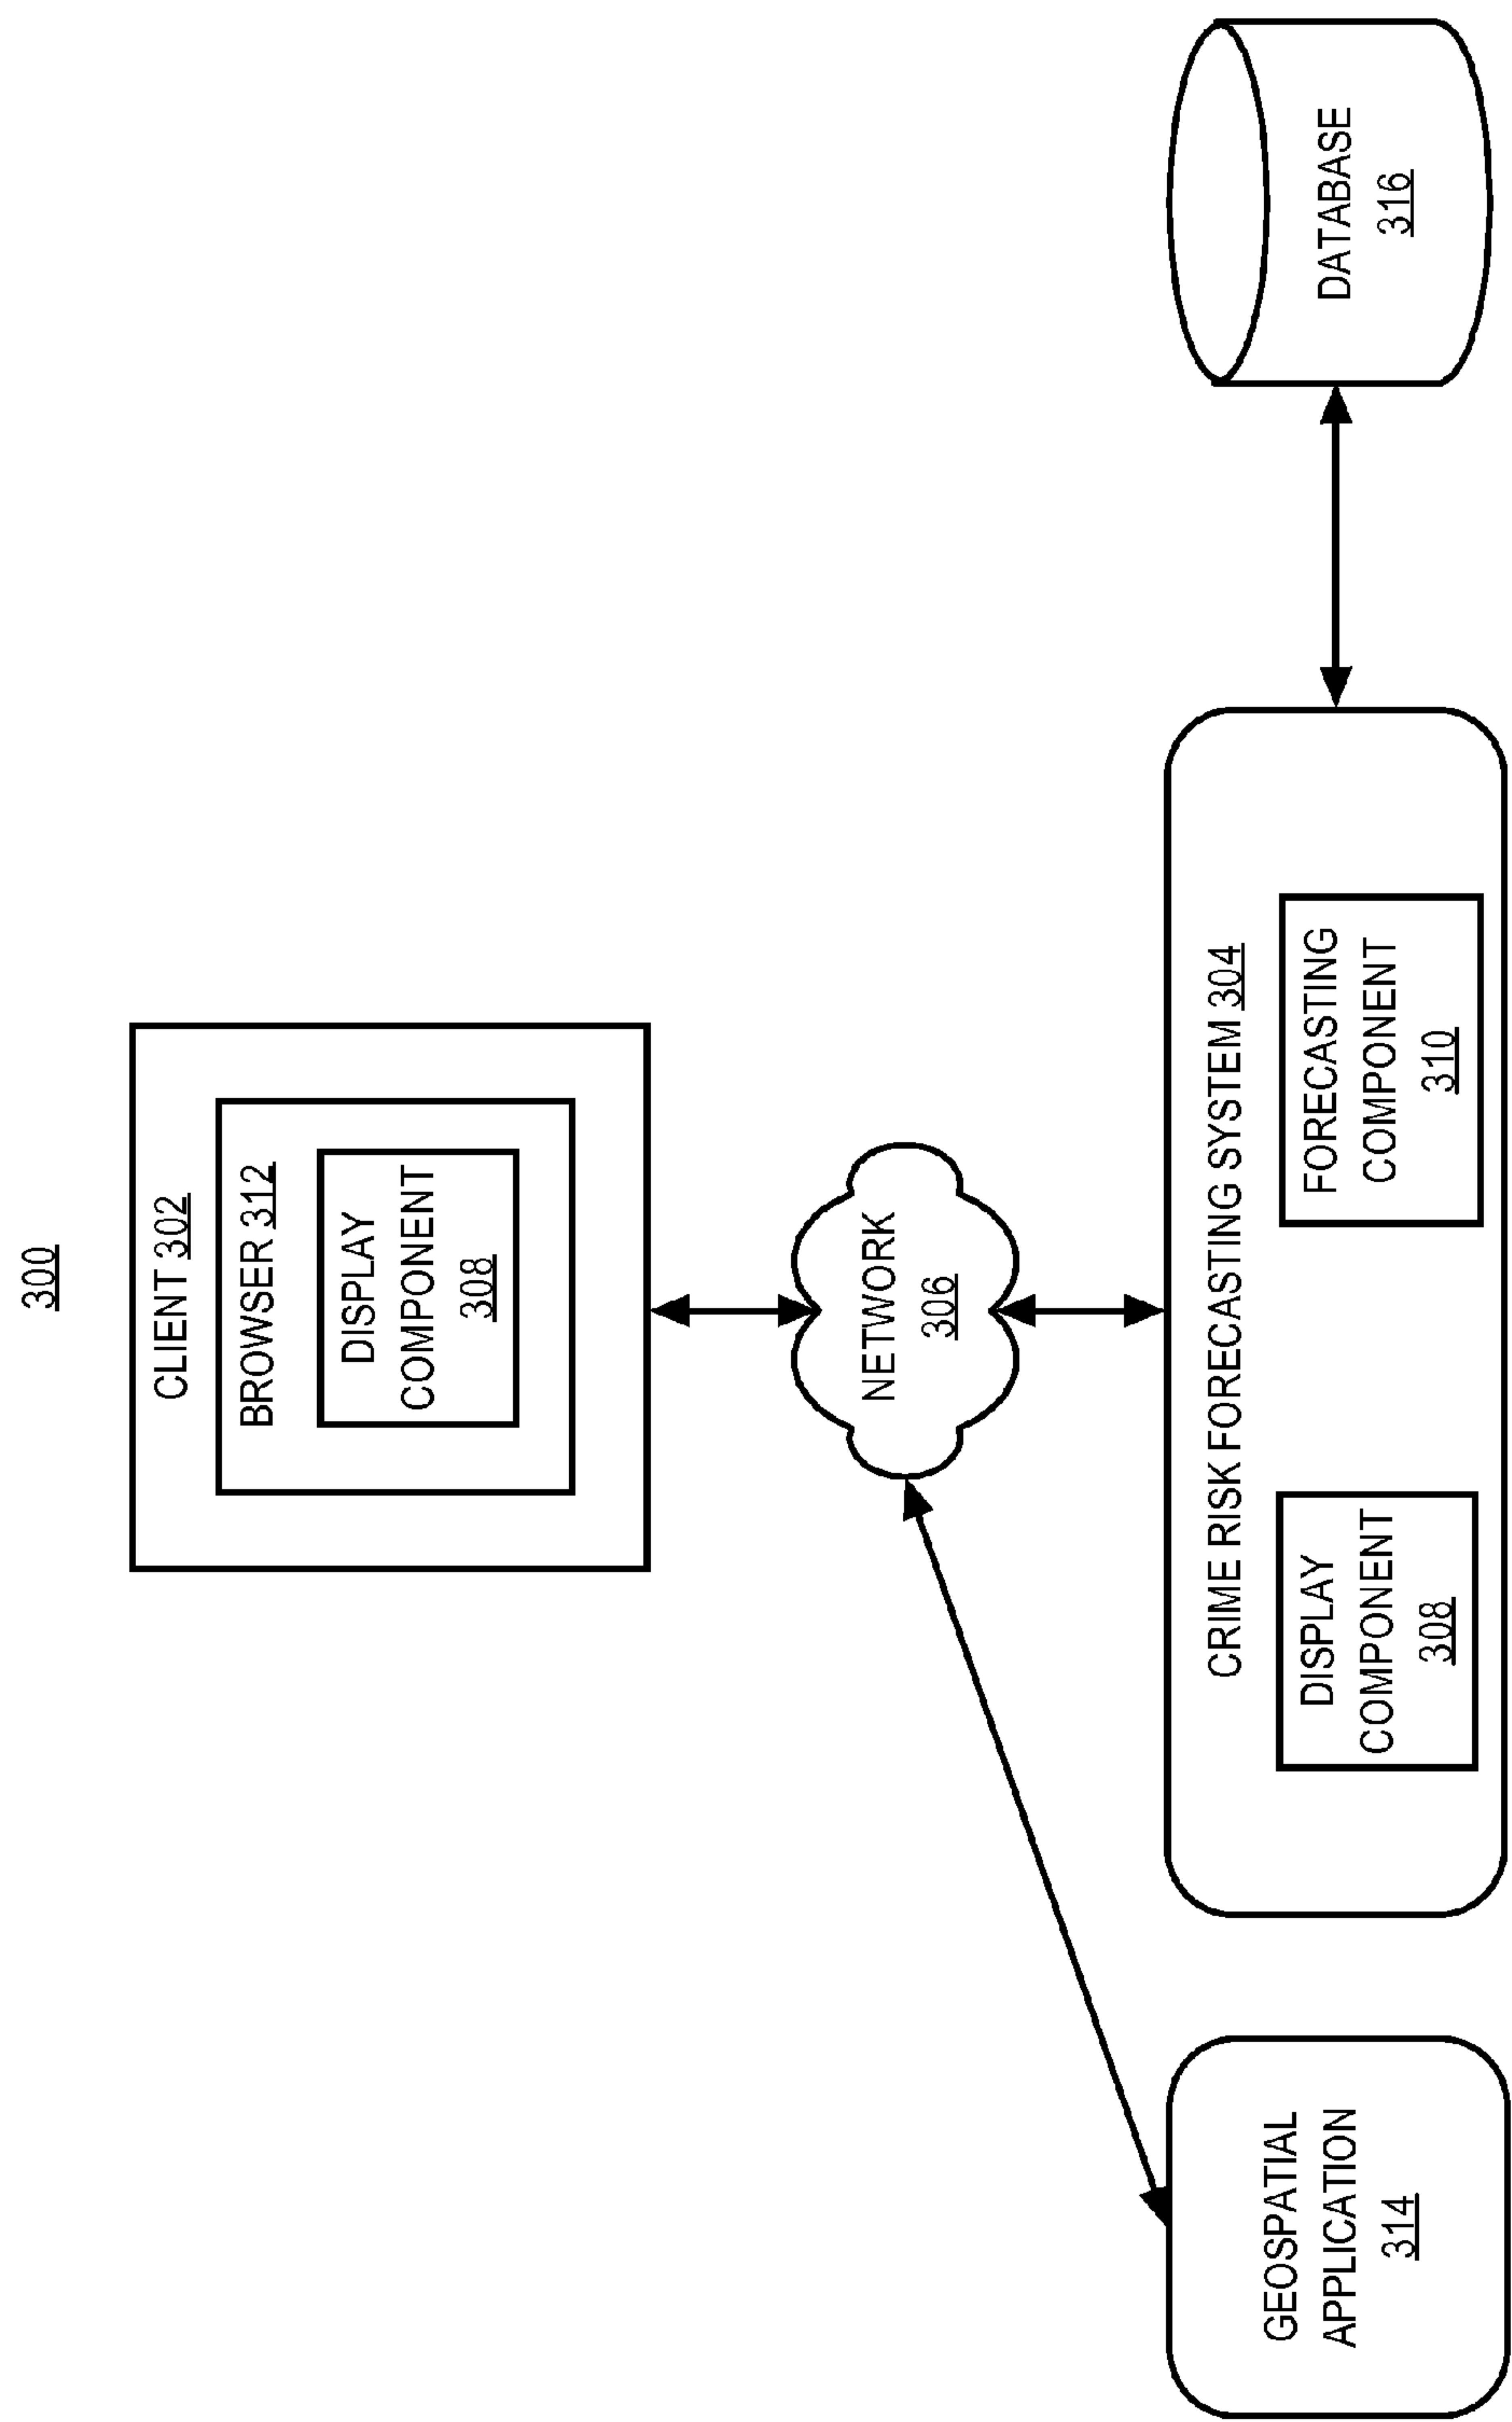 300
CLIENT 302
BROWSER 312
DISPLAY
COMPONENT
308
NETWORK
306
GEOSPATIAL
APPLICATION
314
CRIME RISK FORECASTING SYSTEM 304
DISPLAY
COMPONENT
308
FORECASTING
COMPONENT
310
DATABASE
316